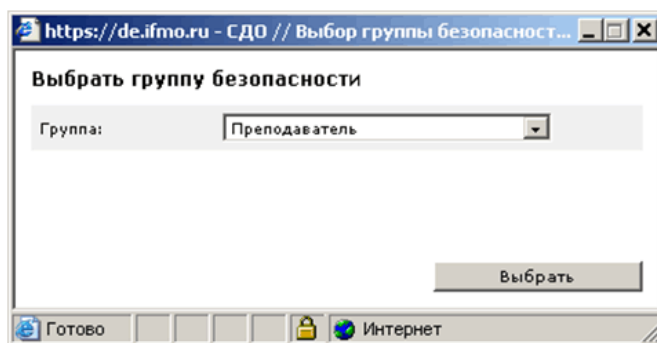 https://de.ifmo.ru - СДО // Выбор группы безопасност...
Выбрать группу безопасности
Группа: Преподаватель
Выбрать
Готово Интернет